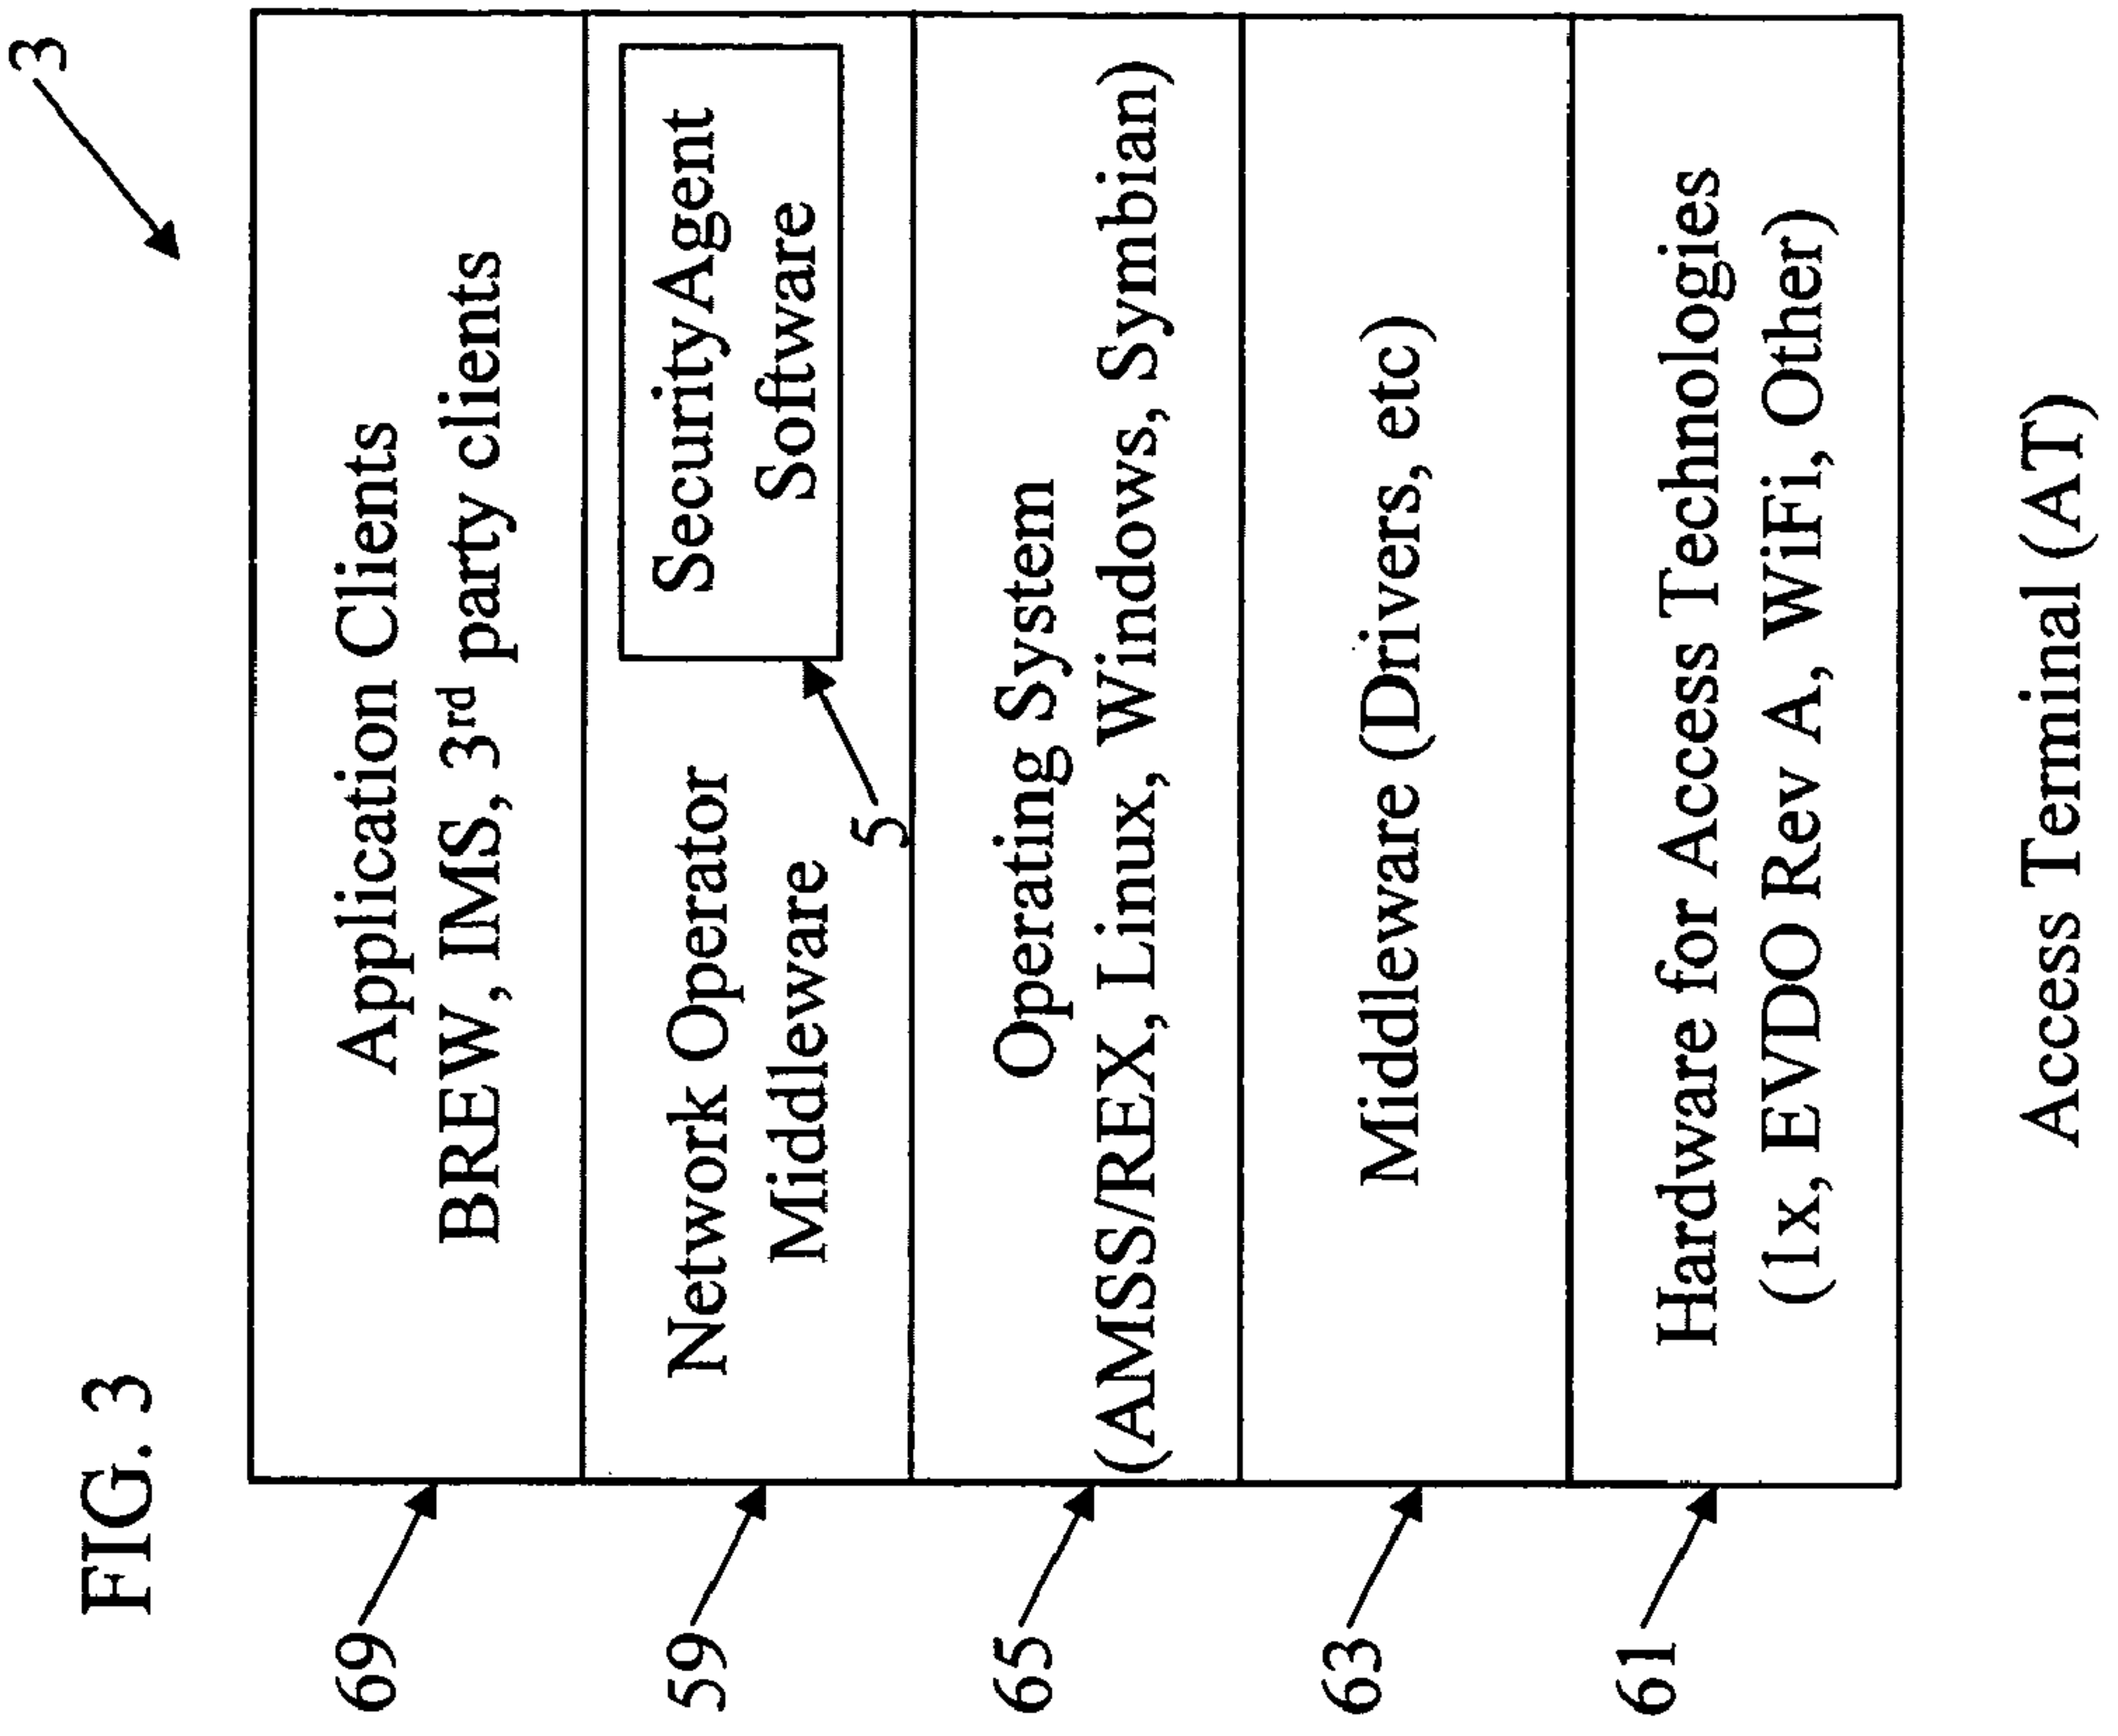 FIG. 3
3
69
Application Clients
BREW, IMS, 3rd party clients
59
Network Operator
Middleware
5
SecurityAgent
Software
65
Operating System
(AMSS/REX, Linux, Windows, Symbian)
63
Middleware (Drivers, etc)
61
Hardware for Access Technologies
(1x, EVDO Rev A, WiFi, Other)
Access Terminal (AT)